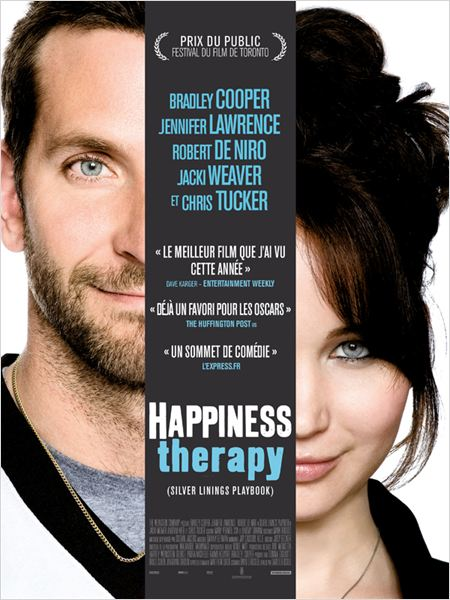 PRIX DU PUBLIC
FESTIVAL DU FILM DE TORONTO
BRADLEY COOPER
JENNIFER LAWRENCE
ROBERT DE NIRO
JACKI WEAVER
ET CHRIS TUCKER
« LE MEILLEUR FILM QUE J'AI VU
CETTE ANNÉE »
DAVE KARGER – ENTERTAINMENT WEEKLY
« DÉJÀ UN FAVORI POUR LES OSCARS »
THE HUFFINGTON POST US
« UN SOMMET DE COMÉDIE »
L'EXPRESS.FR
HAPPINESS
therapy
(SILVER LININGS PLAYBOOK)